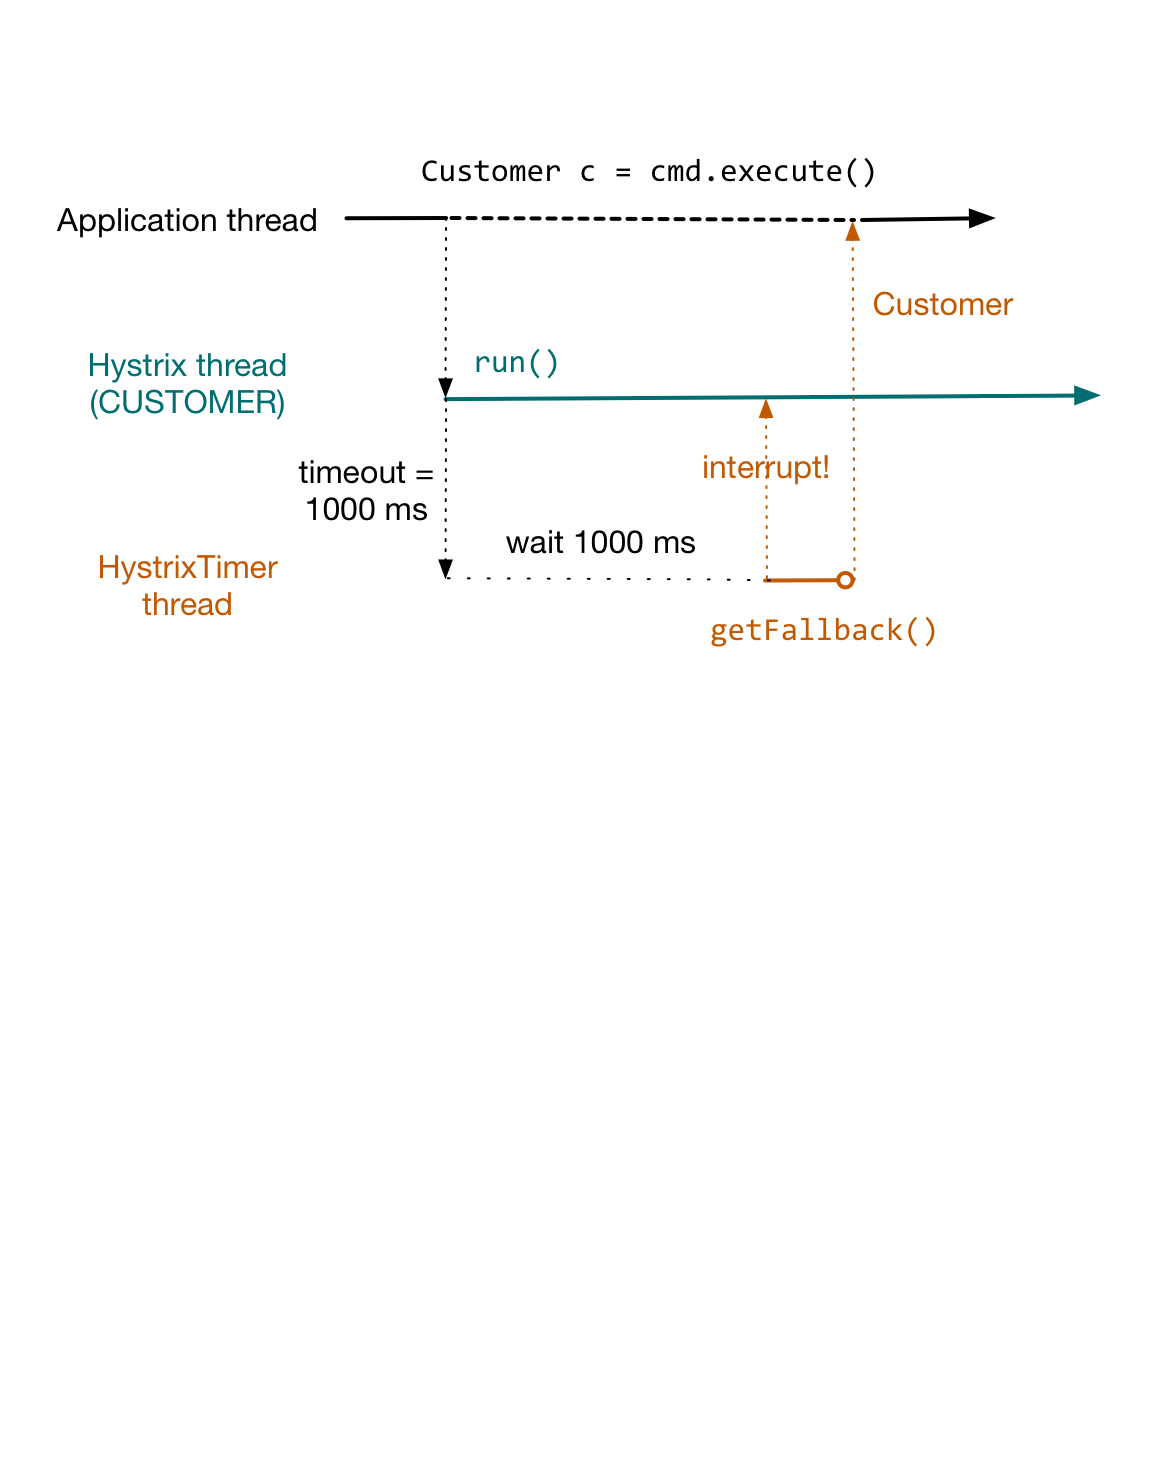 Customer c = cmd.execute()
Application thread
Customer
Hystrix thread
(CUSTOMER)
run()
timeout =
1000 ms
interrupt!
wait 1000 ms
HystrixTimer
thread
getFallback()